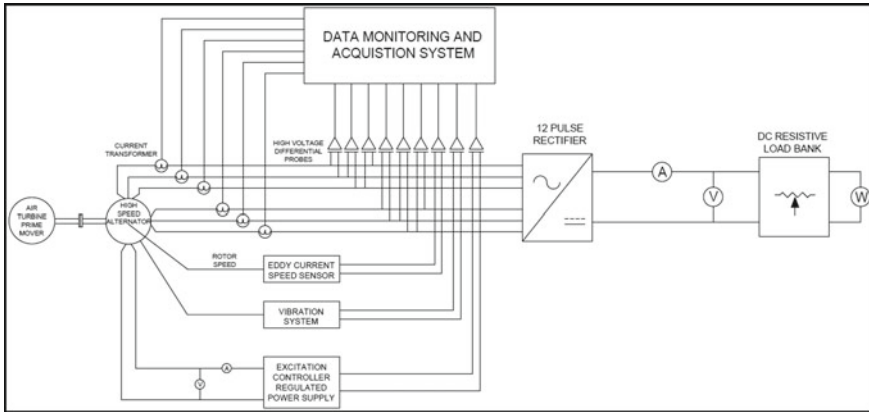 DATA MONITORING AND
ACQUISTION SYSTEM
CURRENT
TRANSFORMER
HIGH VOLTAGE
DIFFERENTIAL
PROBES
12 PULSE
RECTIFIER
DC RESISTIVE
LOAD BANK
A
V
W
AIR
TURBINE
PRIME
MOVER
HIGH
SPEED
ALTERNATOR
ROTOR
SPEED
EDDY CURRENT
SPEED SENSOR
VIBRATION
SYSTEM
A
V
EXCITATION
CONTROLLER
REGULATED
POWER SUPPLY